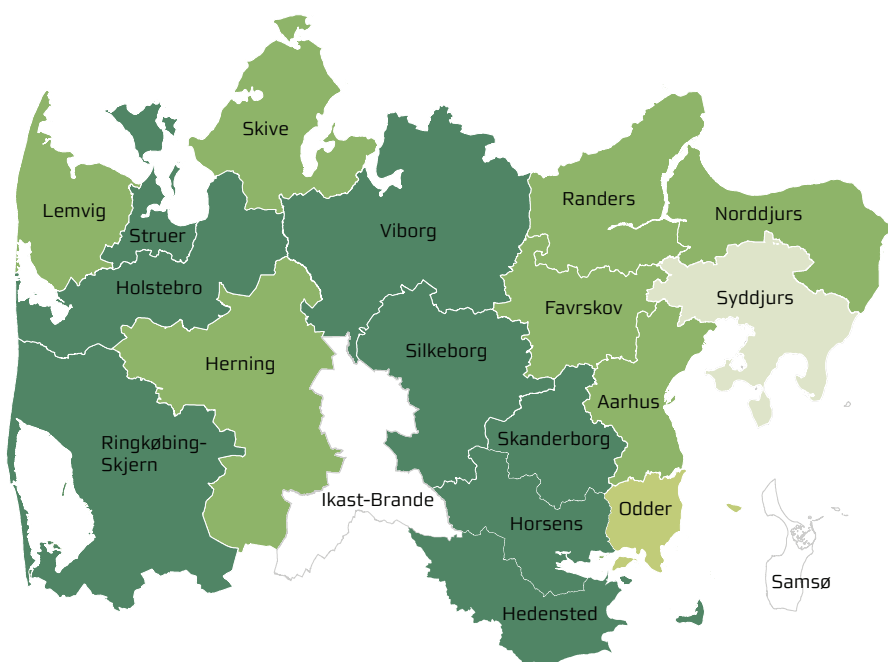 Skive
Randers
Lemvig
Norddjurs
Viborg
Struer
Holstebro
Syddjurs
Favrskov
Silkeborg
Herning
Aarhus
Ringkøbing-
Skjern
Skanderborg
Ikast-Brande
Odder
Horsens
Samsø
Hedensted